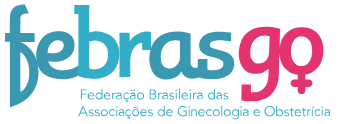 febrasgo
Federação Brasileira das
Associações de Ginecologia e Obstetrícia